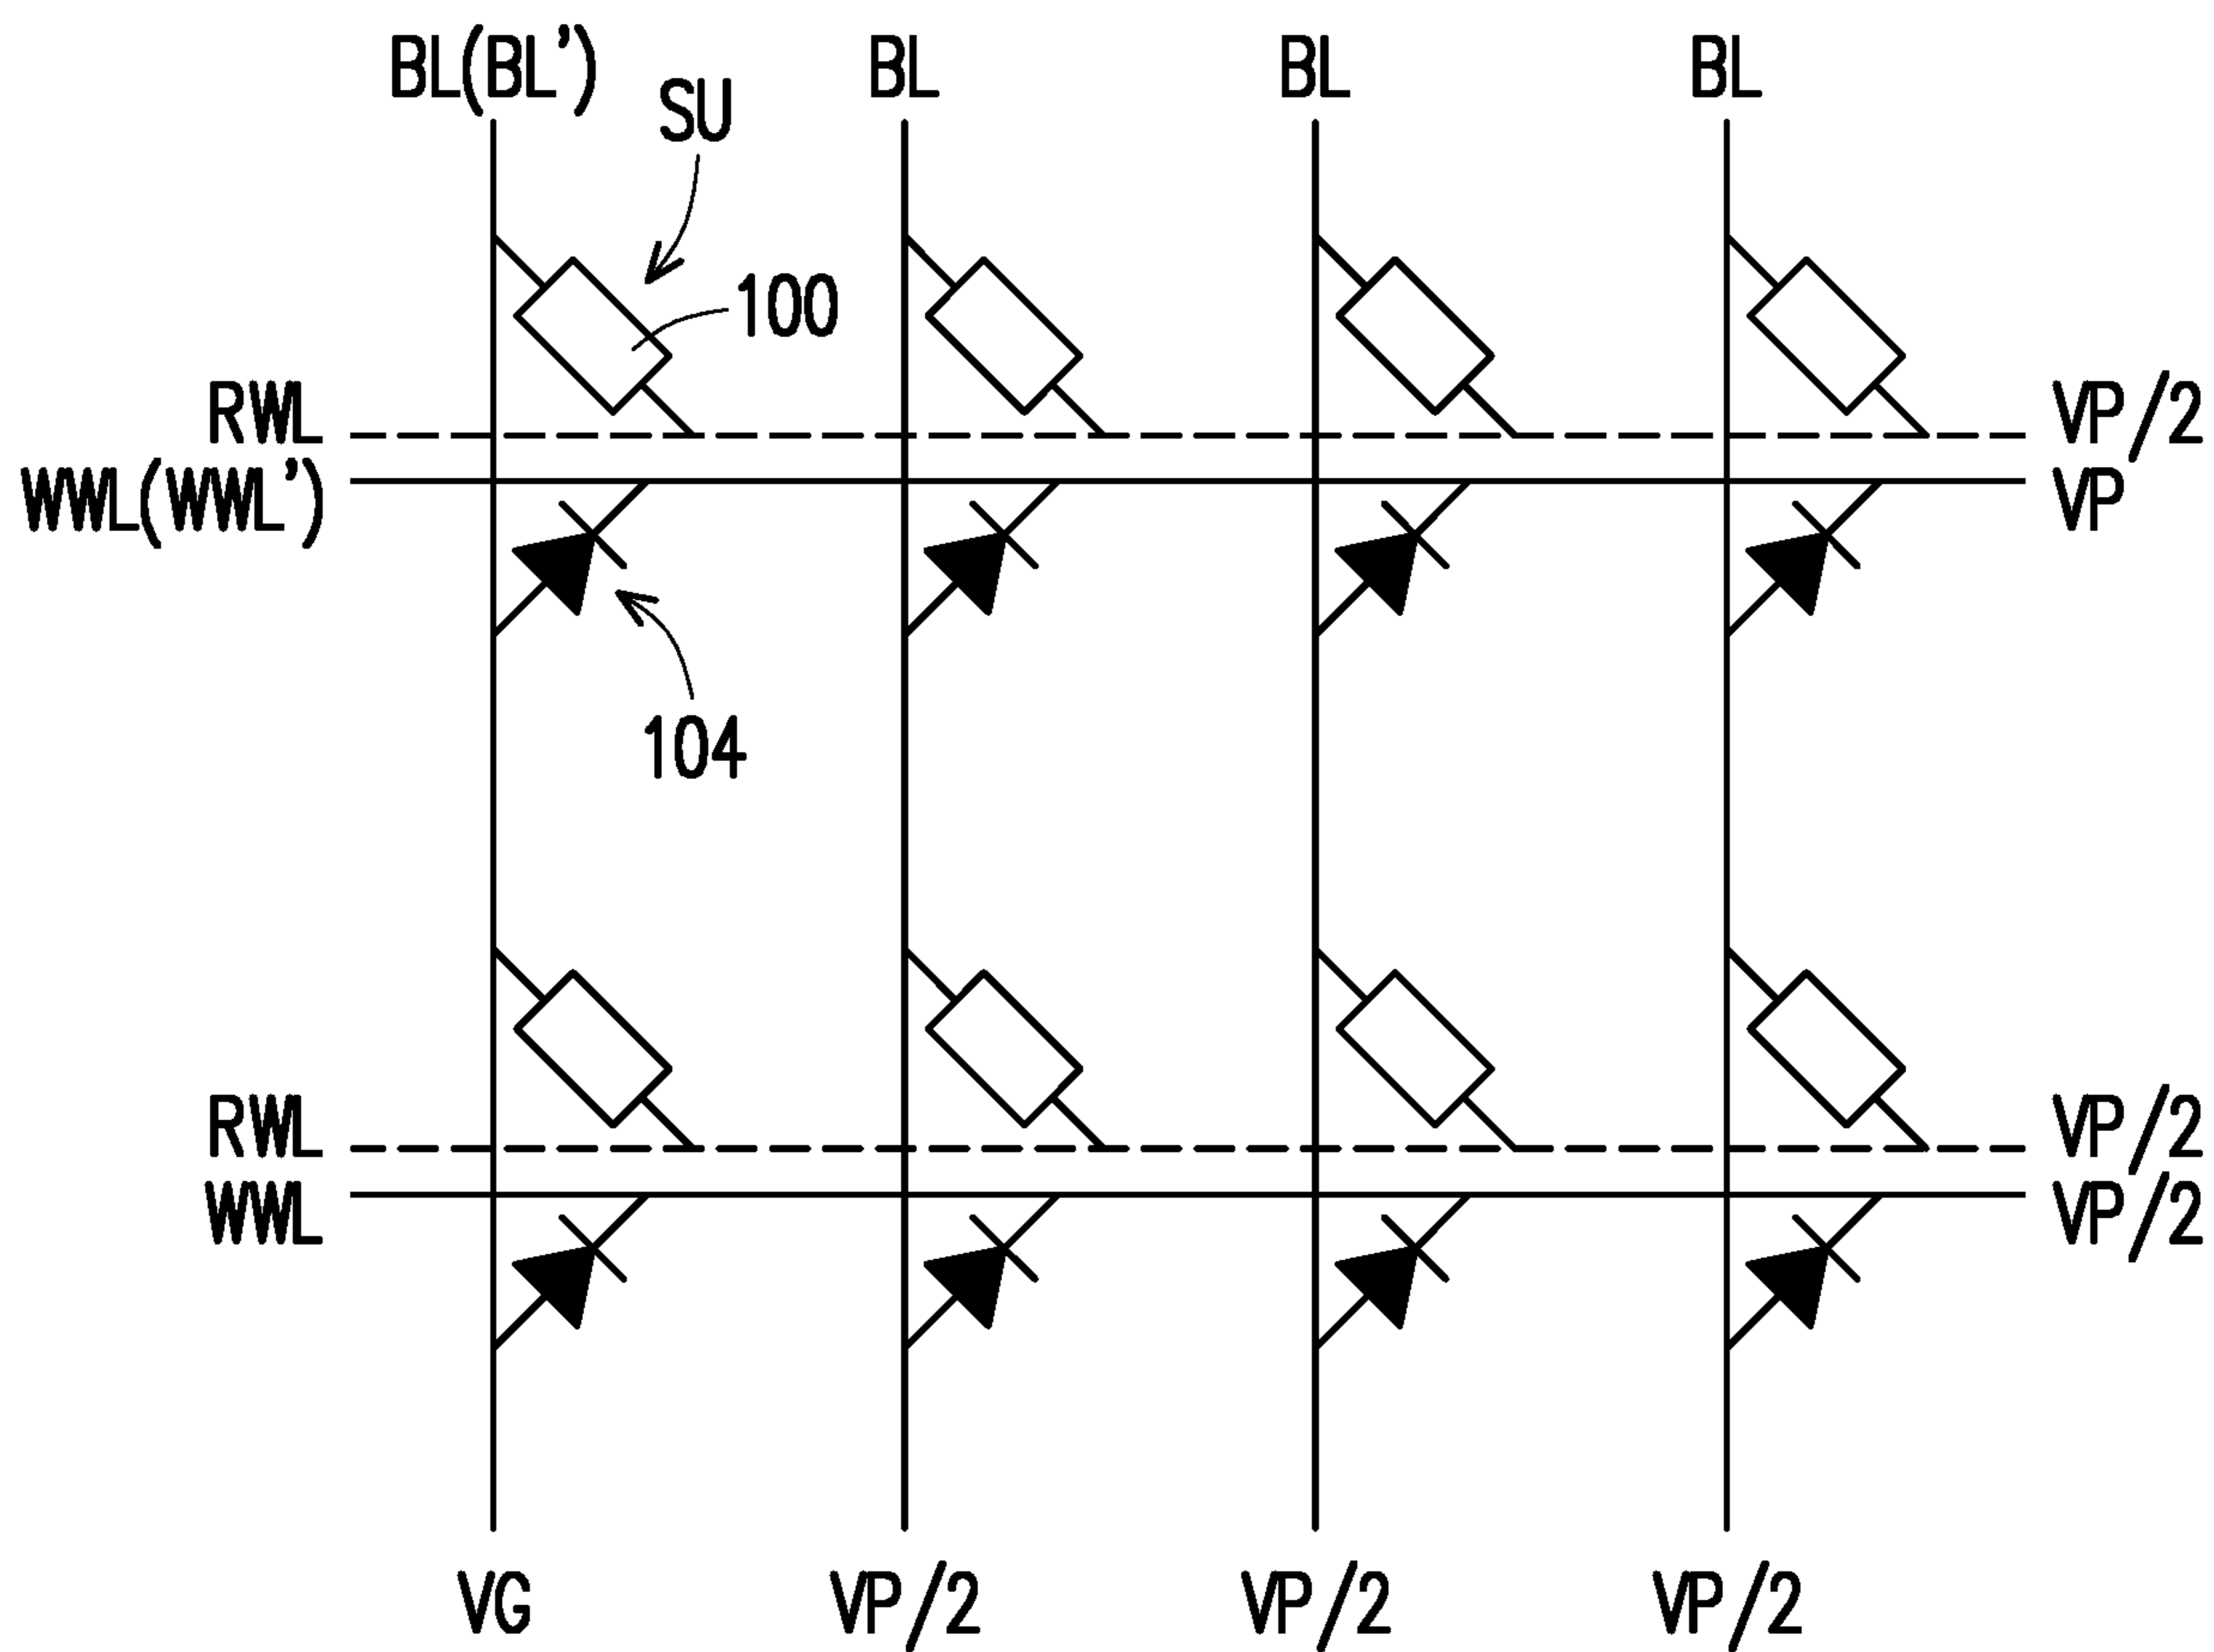 BL(BL') BL BL BL
SU
100
RWL VP/2
WWL(WWL') VP
104
RWL VP/2
WWL VP/2
VG VP/2 VP/2 VP/2